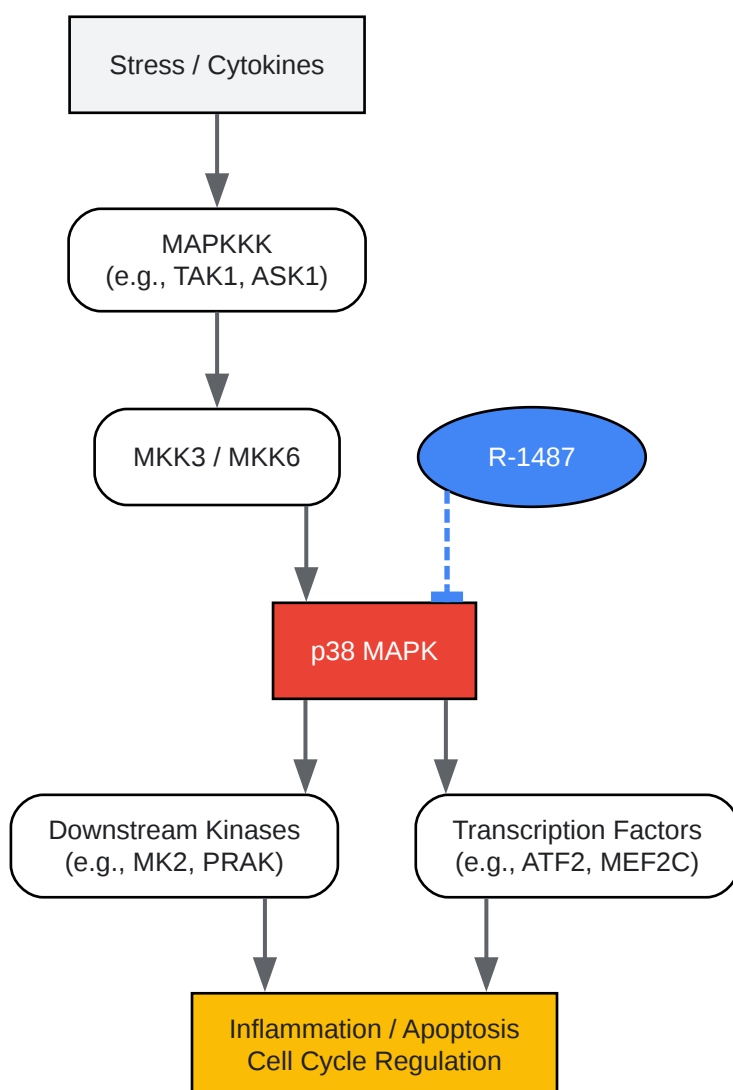 Stress / Cytokines
MAPKKK
(e.g., TAK1, ASK1)
MKK3 / MKK6
R-1487
p38 MAPK
Downstream Kinases
(e.g., MK2, PRAK)
Transcription Factors
(e.g., ATF2, MEF2C)
Inflammation / Apoptosis
Cell Cycle Regulation